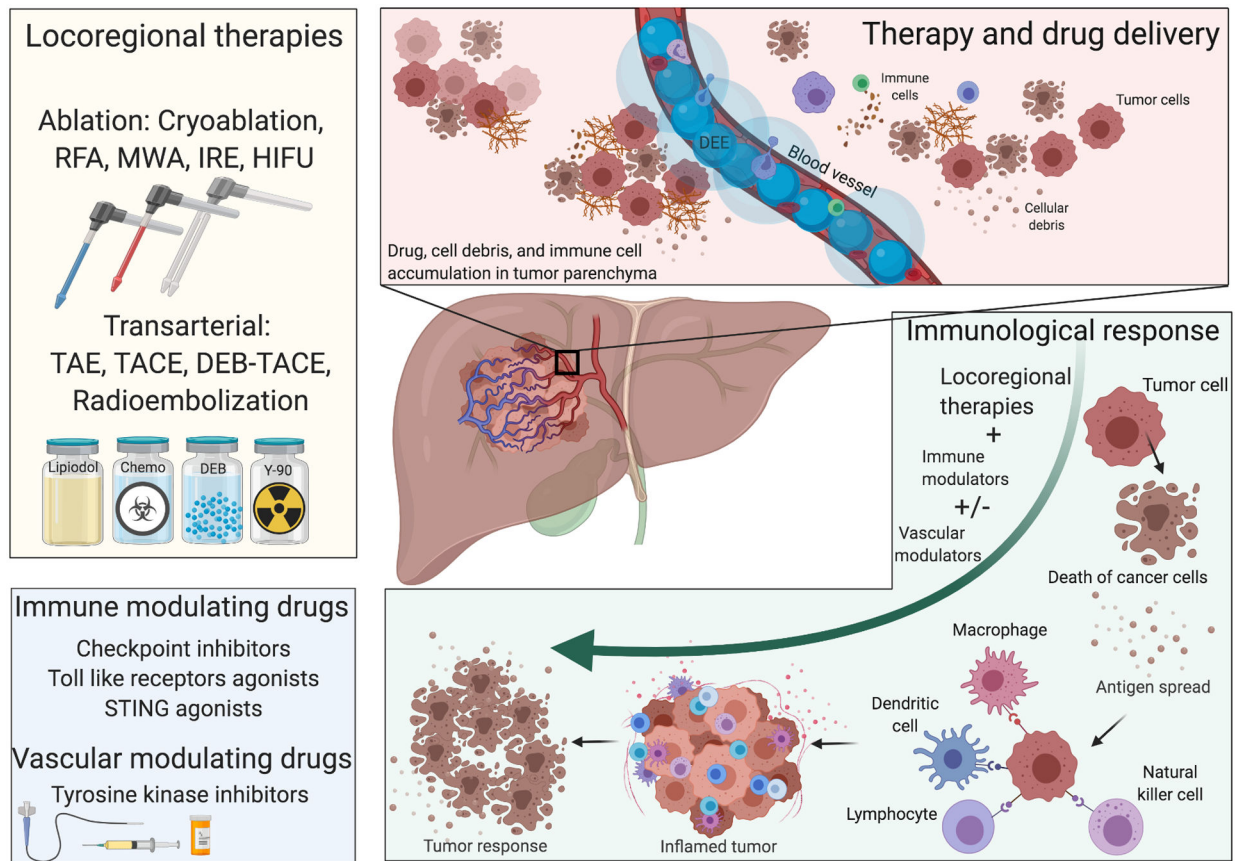 Locoregional therapies
Ablation: Cryoablation,
RFA, MWA, IRE, HIFU
Transarterial:
TAE, TACE, DEB-TACE,
Radioembolization
Lipiodol
Chemo
DEB
Y-90
Immune modulating drugs
Checkpoint inhibitors
Toll like receptors agonists
STING agonists
Vascular modulating drugs
Tyrosine kinase inhibitors
Therapy and drug delivery
Immune
cells
Tumor cells
DEE
Blood vessel
Cellular
debris
Drug, cell debris, and immune cell
accumulation in tumor parenchyma
Immunological response
Locoregional
therapies
+
Immune
modulators
+/-
Vascular
modulators
Tumor cell
Death of cancer cells
Antigen spread
Macrophage
Dendritic
cell
Lymphocyte
Natural
killer cell
Inflamed tumor
Tumor response